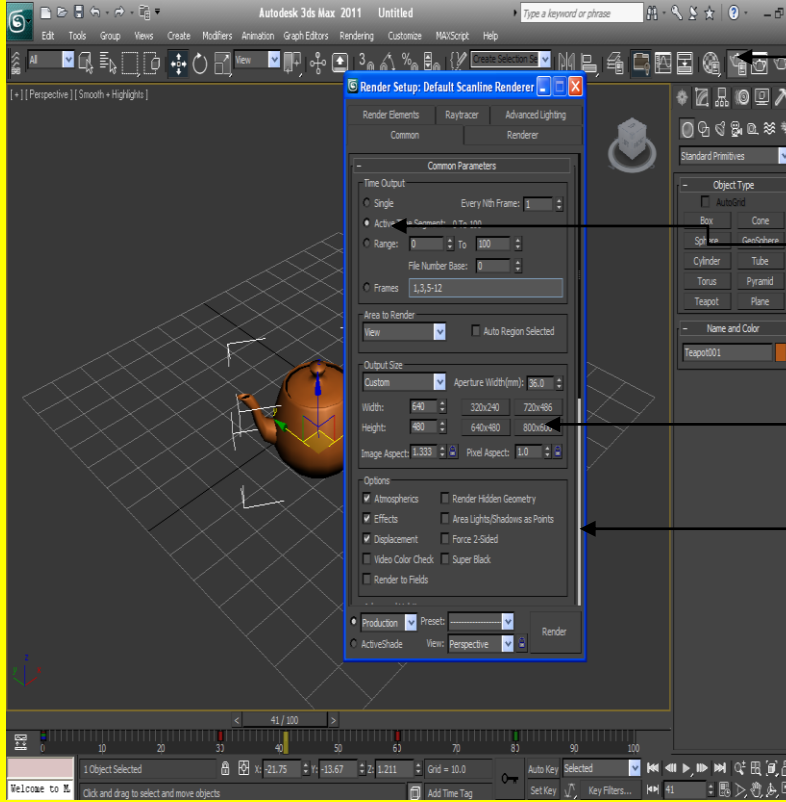 Autodesk 3ds Max 2011 Untitled
Type a keyword or phrase
Edit Tools Group Views Create Modifiers Animation Graph Editors Rendering Customize MAXScript Help
All
View
3
%
Create Selection Se
[ + ] [ Perspective ] [ Smooth + Highlights ]
Render Setup: Default Scanline Renderer
Render Elements Raytracer Advanced Lighting
Common Renderer
- Common Parameters
Time Output
Single Every Nth Frame: 1
Active Time Segment: 0 To 100
Range: 0 To 100
File Number Base: 0
Frames 1,3,5-12
Area to Render
View Auto Region Selected
Output Size
Custom Aperture Width(mm): 36.0
Width: 640 320x240 720x486
Height: 480 640x480 800x600
Image Aspect: 1.333 Pixel Aspect: 1.0
Options
Atmospherics Render Hidden Geometry
Effects Area Lights/Shadows as Points
Displacement Force 2-Sided
Video Color Check Super Black
Render to Fields
Production Preset: --------------------
ActiveShade View: Perspective
Render
Standard Primitives
- Object Type
AutoGrid
Box Cone
Sphere GeoSphere
Cylinder Tube
Torus Pyramid
Teapot Plane
- Name and Color
Teapot001
z
y
< 41 / 100 >
0 10 20 30 40 50 60 70 80 90 100
1 Object Selected X: -21.75 Y: -13.67 Z: 1.211 Grid = 10.0 Auto Key Selected
Welcome to M Click and drag to select and move objects Add Time Tag Set Key Key Filters... 41